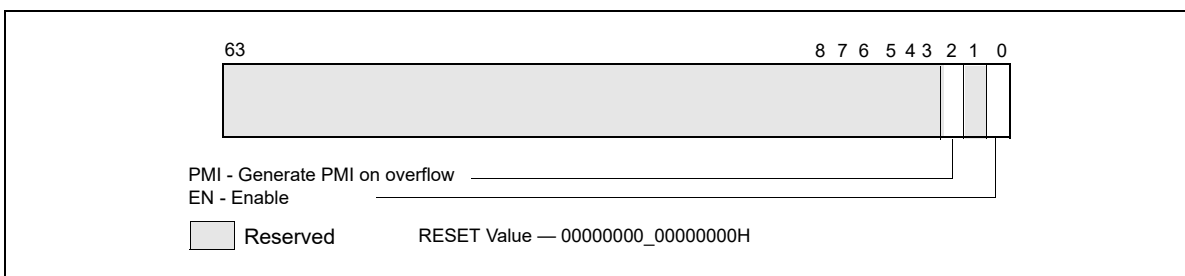 63 8 7 6 5 4 3 2 1 0
PMI - Generate PMI on overflow
EN - Enable
Reserved RESET Value — 00000000_00000000H